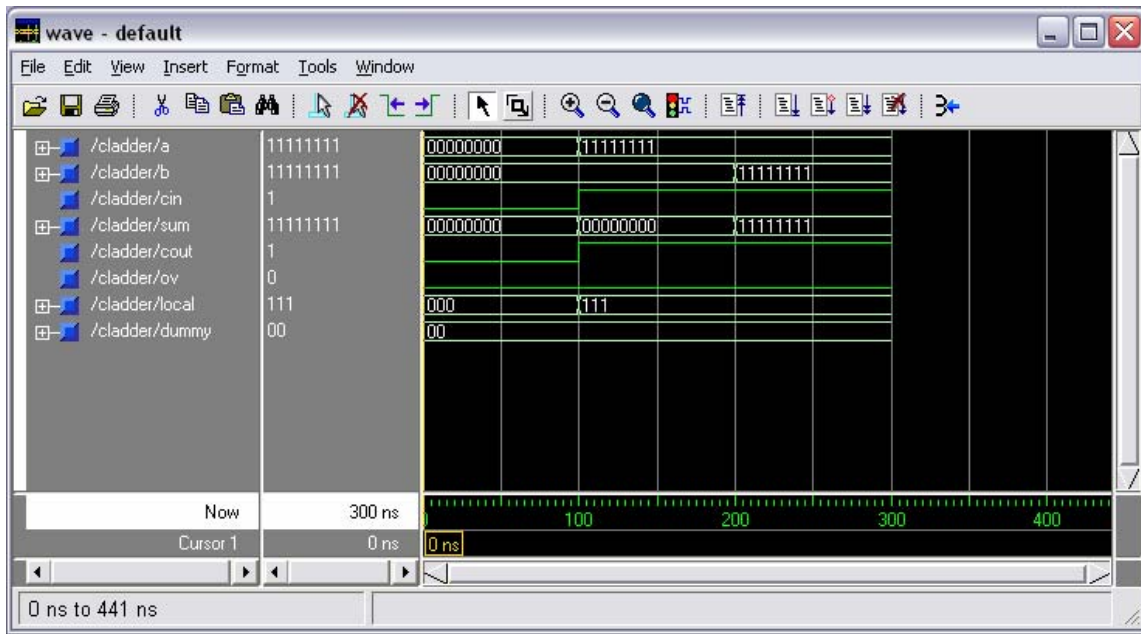 wave - default
File Edit View Insert Format Tools Window
/cladder/a 11111111 00000000 11111111
/cladder/b 11111111 00000000 11111111
/cladder/cin 1
/cladder/sum 11111111 00000000 00000000 11111111
/cladder/cout 1
/cladder/ov 0
/cladder/local 111 000 111
/cladder/dummy 00 00
Now 300 ns 100 200 300 400
Cursor 1 0 ns 0 ns
0 ns to 441 ns